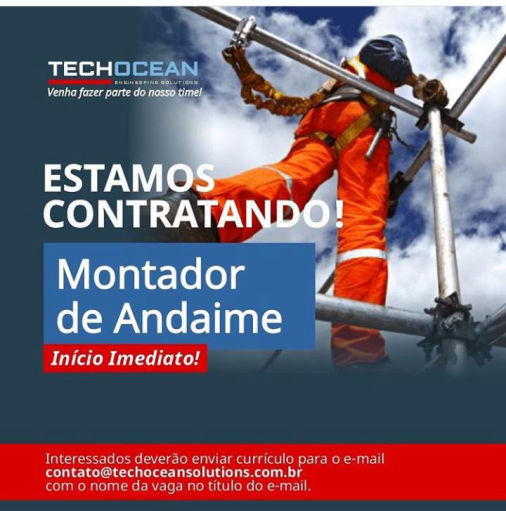 TECHOCEAN
ENGINEERING SOLUTIONS
Venha fazer parte do nosso time!
ESTAMOS
CONTRATANDO!
Montador
de Andaime
Início Imediato!
Interessados deverão enviar currículo para o e-mail
contato@techoceansolutions.com.br
com o nome da vaga no título do e-mail.